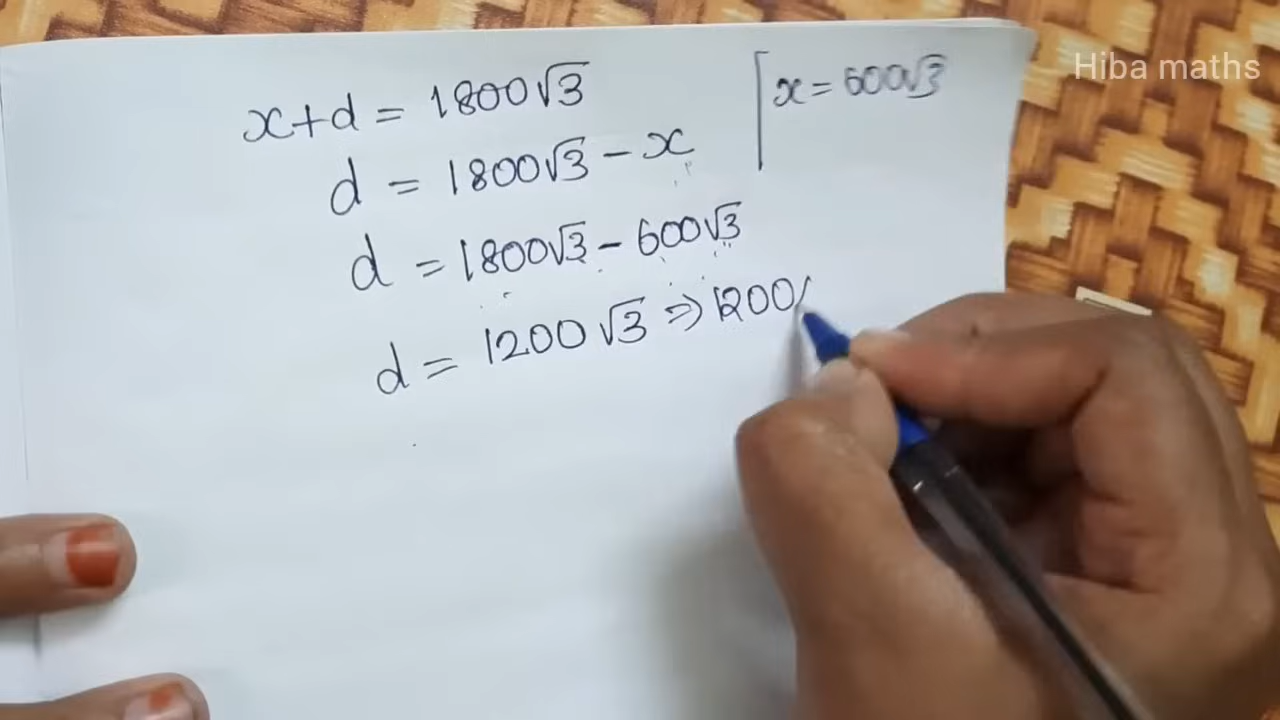 x+d = 1800√3
d = 1800√3 - x
d = 1800√3 - 600√3
d = 1200√3 ⇒ 1200
x = 600√3
Hiba maths